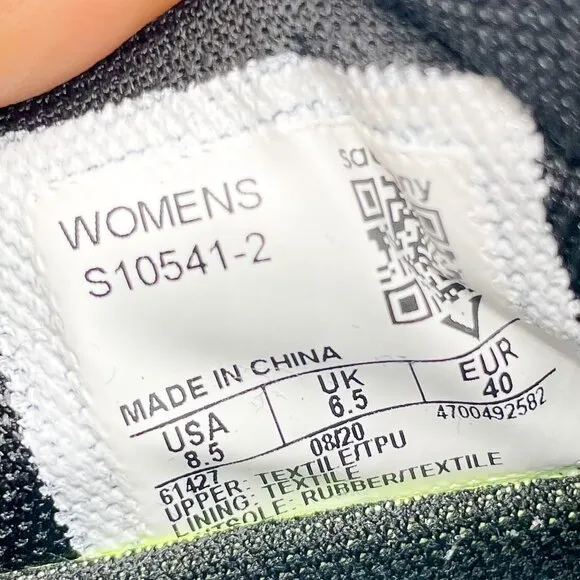 WOMENS
S10541-2
MADE IN CHINA
USA UK EUR
8.5 6.5 40
61427 08/20 4700492582
UPPER: TEXTILE/TPU
LINING: TEXTILE
RUBBER/TEXTILE